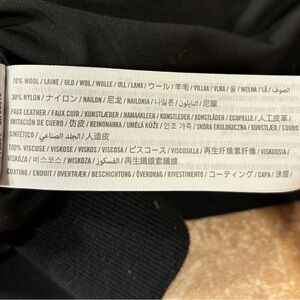 70% WOOL / LAINE / ULD / WOL / WOLLE / ULL / LANA / ウール / 羊毛 / VILLAA / VLNA / 울 / WEŁNA / الصوف
30% NYLON / ナイロン / NAILON / 尼龙 / NAILONIA / 나일론 / النايلون / 尼龍
FAUX LEATHER / FAUX CUIR / KUNSTLÆDER / NAMAAKLEER / KUNSTLEDER / KONSTLÄDER / ECOPELLE / 人工皮革 /
IMITACIÓN DE CUERO / 仿皮 / KEINONAHKA / UMĚLÁ KŮŽE / 인조 가죽 / SKÓRA EKOLOGICZNA / KUNSTLÆR / COURO
SINTÉTICO / الجلد الصناعي / 人造皮
100% VISCOSE / VISKOSE / VISKOS / VISCOSA / ビスコース / VISCOSILLA / 再生纤维素纤维 / VISKOOSIA /
VISKÓZA / 비스코스 / WISKOZA / الفسكوز / 再生纖維素纖維
COATING / ENDUIT / OVERTRÆK / BESCHICHTUNG / ÖVERDRAG / RIVESTIMENTO / コーティング / CAPA / 涂层 /